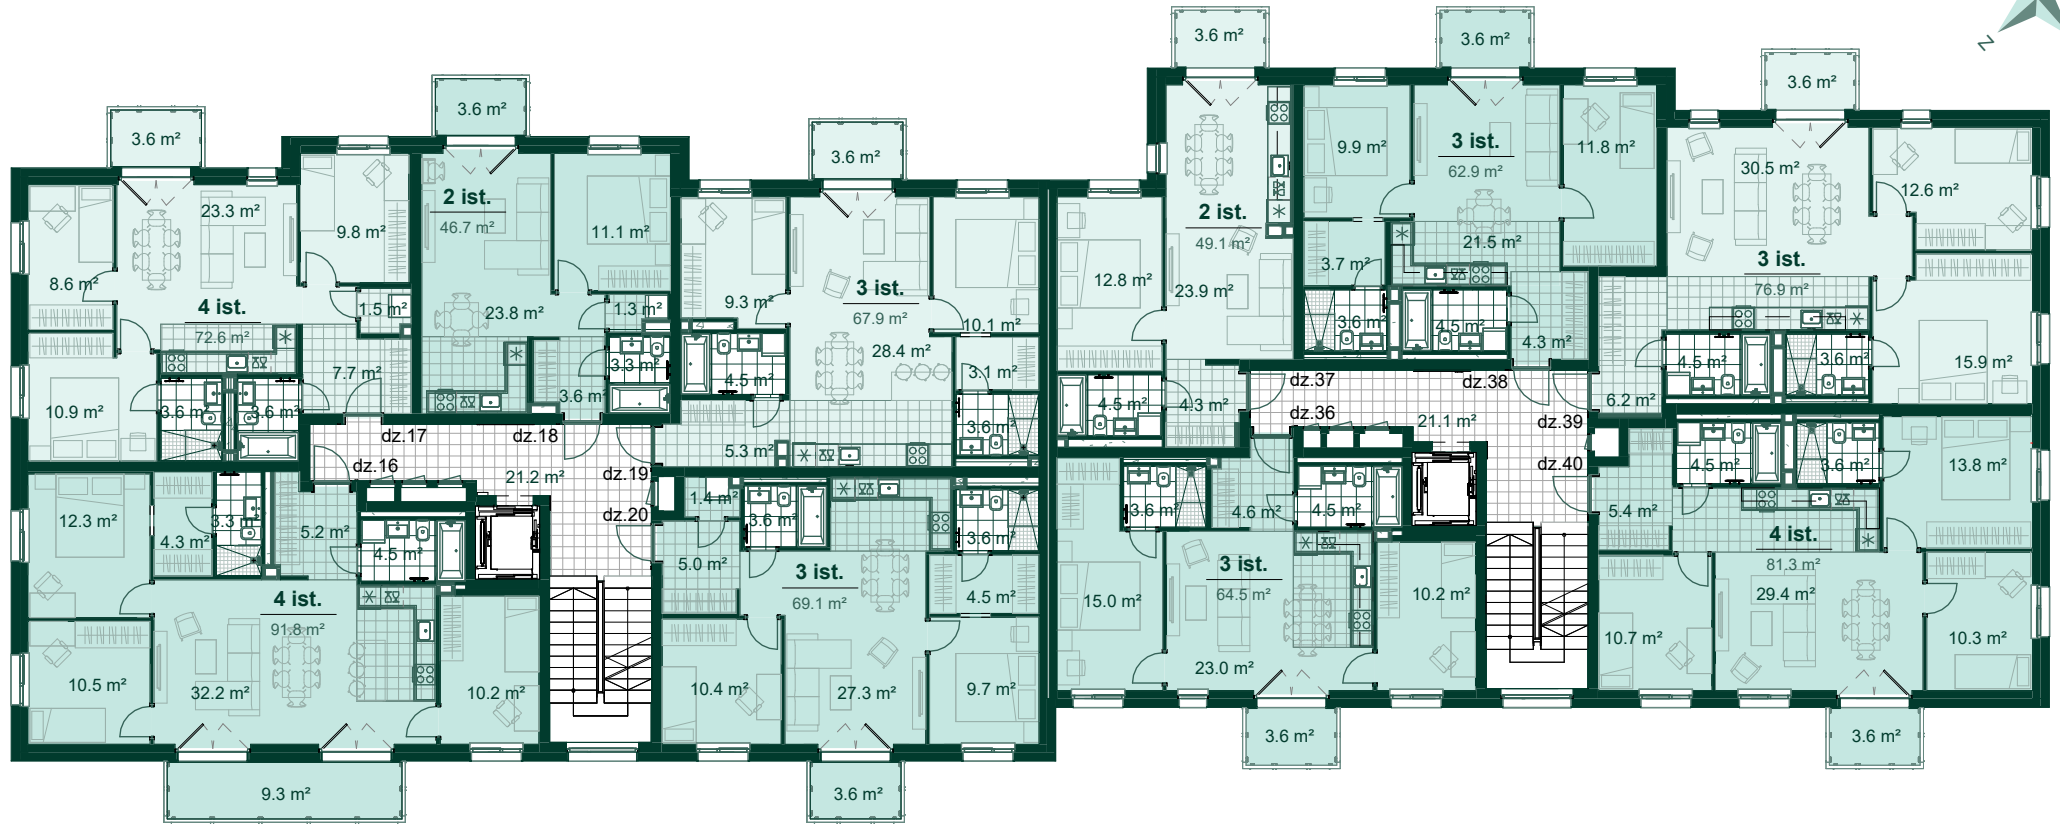 3.6 m²
3.6 m²
3.6 m²
3.6 m²
3.6 m²
3.6 m²
3.6 m²
N
8.6 m²
23.3 m²
9.8 m²
1.5 m²
4 ist.
72.6 m²
7.7 m²
10.9 m²
3.6 m²
3.6 m²
2 ist.
46.7 m²
11.1 m²
23.8 m²
1.3 m²
3.3 m²
3.6 m²
9.3 m²
3 ist.
67.9 m²
10.1 m²
28.4 m²
4.5 m²
3.1 m²
3.6 m²
5.3 m²
12.8 m²
2 ist.
49.1 m²
23.9 m²
4.5 m²
4.3 m²
9.9 m²
3 ist.
62.9 m²
11.8 m²
21.5 m²
3.7 m²
3.6 m²
4.5 m²
4.3 m²
30.5 m²
12.6 m²
3 ist.
76.9 m²
4.5 m²
3.6 m²
15.9 m²
6.2 m²
dz.17
dz.18
dz.16
21.2 m²
dz.19
dz.20
dz.37
dz.38
dz.36
21.1 m²
dz.39
dz.40
12.3 m²
4.3 m²
3.3 m²
5.2 m²
4.5 m²
4 ist.
91.8 m²
10.5 m²
32.2 m²
10.2 m²
9.3 m²
1.4 m²
3.6 m²
3.6 m²
5.0 m²
3 ist.
69.1 m²
4.5 m²
10.4 m²
27.3 m²
9.7 m²
3.6 m²
3.6 m²
4.6 m²
4.5 m²
15.0 m²
3 ist.
64.5 m²
10.2 m²
23.0 m²
3.6 m²
4.5 m²
3.6 m²
13.8 m²
5.4 m²
4 ist.
81.3 m²
29.4 m²
10.7 m²
10.3 m²
3.6 m²